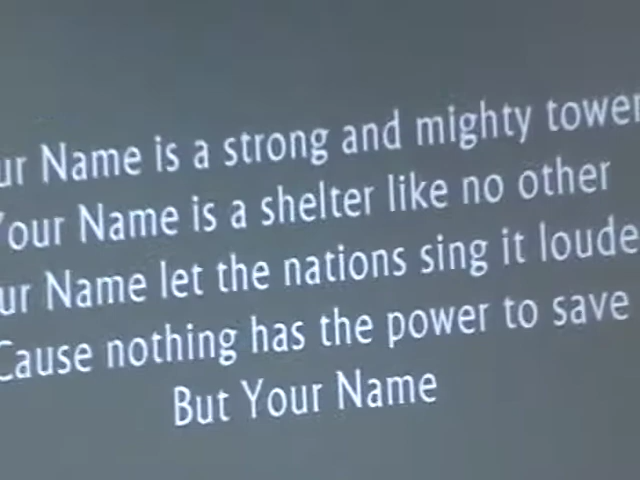 ur Name is a strong and mighty tower
Your Name is a shelter like no other
ur Name let the nations sing it loude
Cause nothing has the power to save
But Your Name